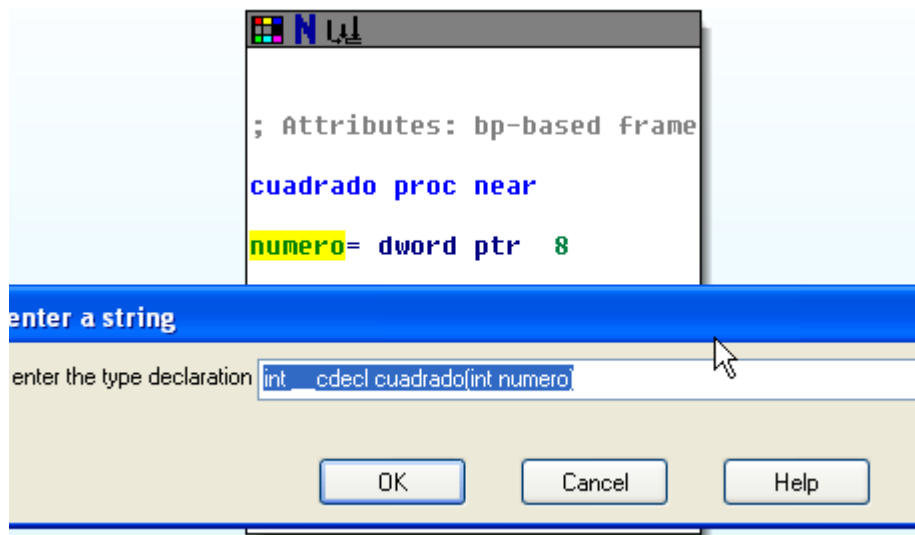 ; Attributes: bp-based frame
cuadrado proc near
numero= dword ptr  8
enter a string
enter the type declaration int __cdecl cuadrado(int numero)
OK Cancel Help